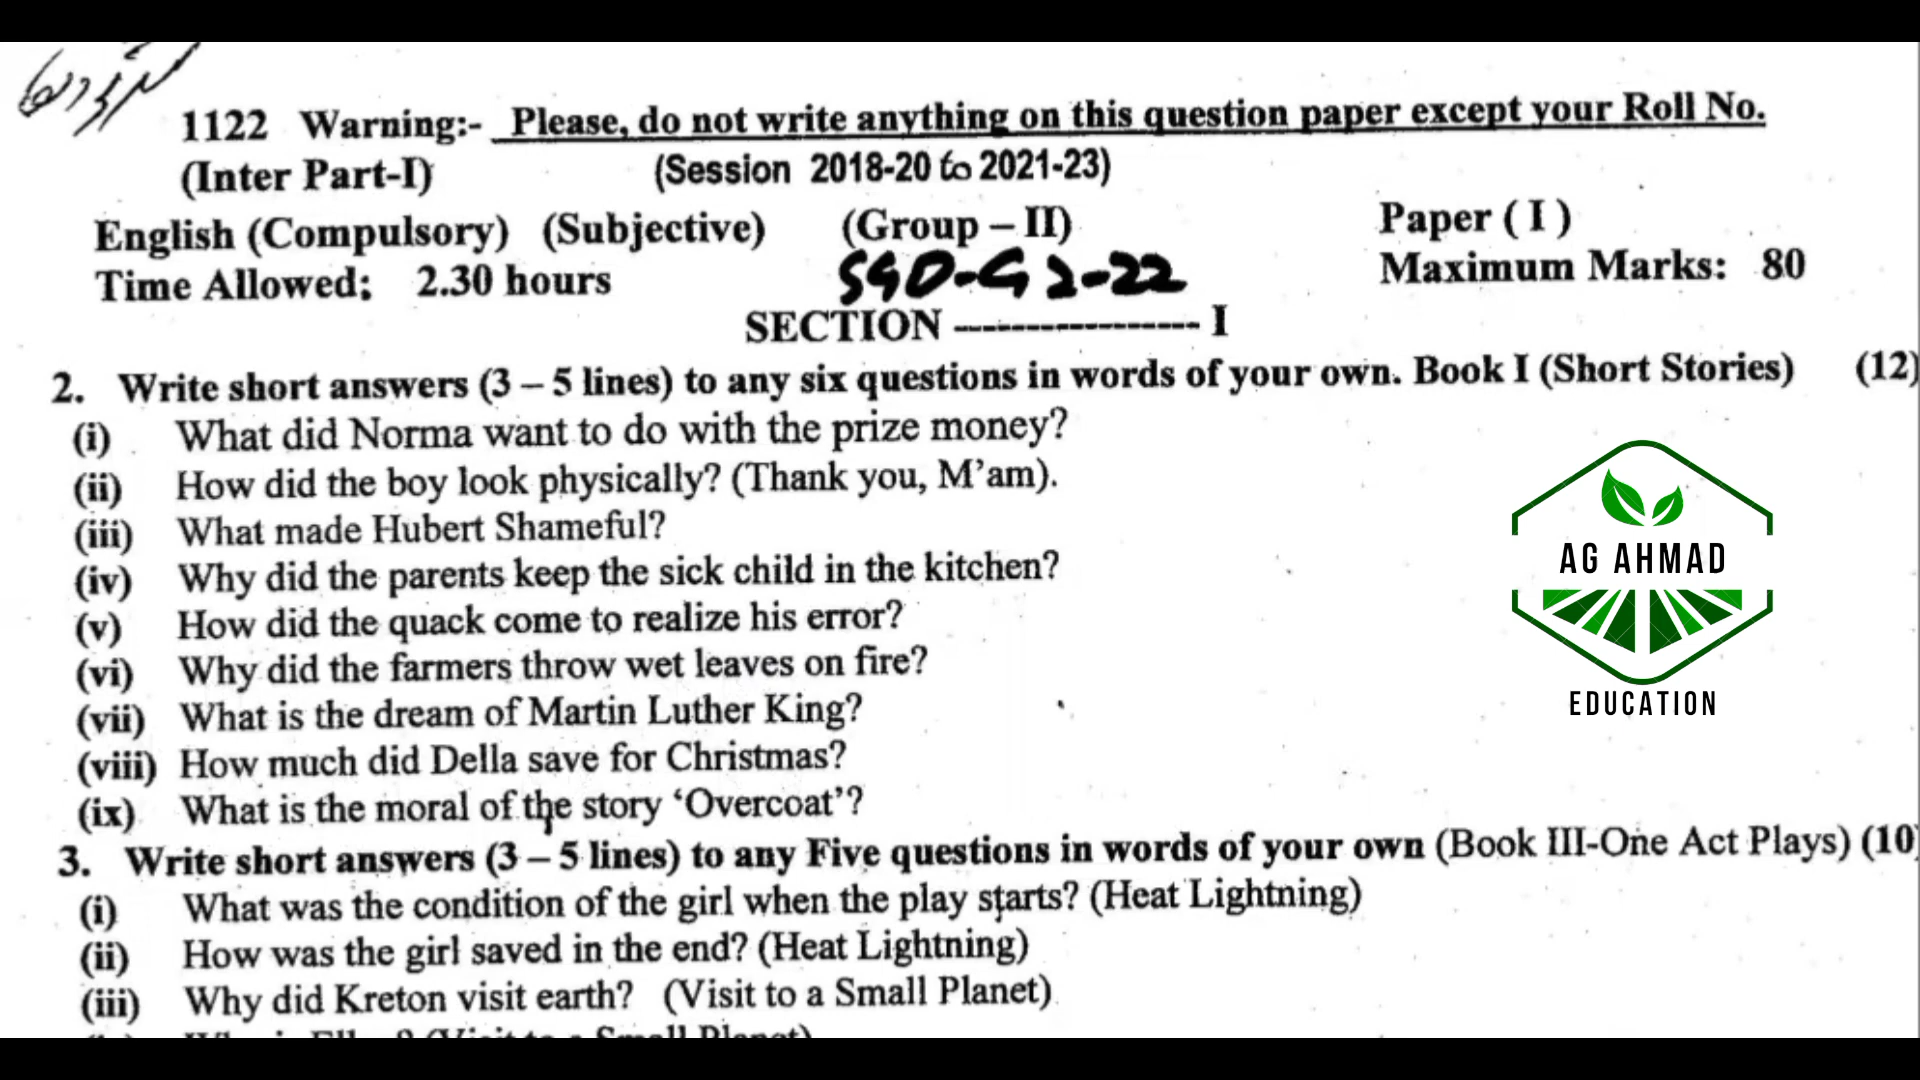 1122 Warning:- Please, do not write anything on this question paper except your Roll No.
(Inter Part-I) (Session 2018-20 to 2021-23)
English (Compulsory) (Subjective) (Group – II) Paper ( I )
Time Allowed: 2.30 hours SGD-G2-22 Maximum Marks: 80
SECTION ----------------- I
2. Write short answers (3 – 5 lines) to any six questions in words of your own. Book I (Short Stories) (12)
(i) What did Norma want to do with the prize money?
(ii) How did the boy look physically? (Thank you, M’am).
(iii) What made Hubert Shameful?
(iv) Why did the parents keep the sick child in the kitchen?
(v) How did the quack come to realize his error?
(vi) Why did the farmers throw wet leaves on fire?
(vii) What is the dream of Martin Luther King?
(viii) How much did Della save for Christmas?
(ix) What is the moral of the story ‘Overcoat’?
AG AHMAD
EDUCATION
3. Write short answers (3 – 5 lines) to any Five questions in words of your own (Book III-One Act Plays) (10
(i) What was the condition of the girl when the play starts? (Heat Lightning)
(ii) How was the girl saved in the end? (Heat Lightning)
(iii) Why did Kreton visit earth? (Visit to a Small Planet)